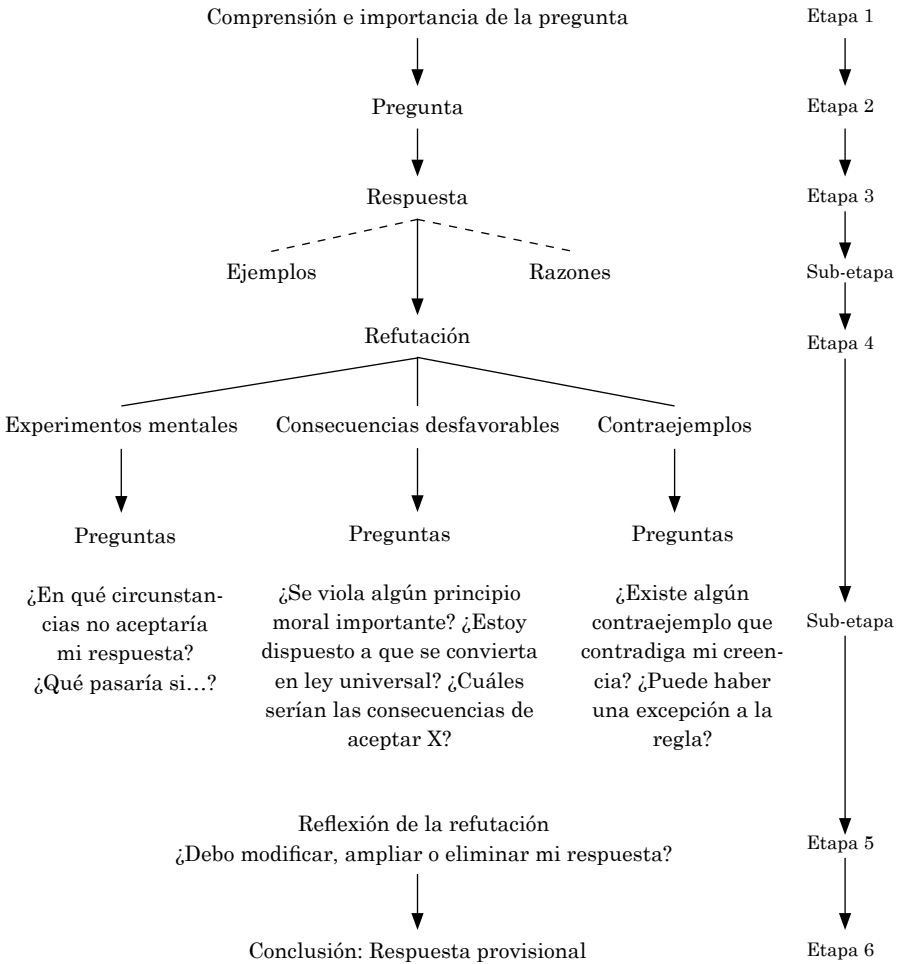 Comprensión e importancia de la pregunta
Etapa 1
Pregunta
Etapa 2
Respuesta
Etapa 3
Ejemplos
Razones
Sub-etapa
Refutación
Etapa 4
Experimentos mentales
Consecuencias desfavorables
Contraejemplos
Preguntas
Preguntas
Preguntas
¿En qué circunstan-
cias no aceptaría
mi respuesta?
¿Qué pasaría si…?
¿Se viola algún principio
moral importante? ¿Estoy
dispuesto a que se convierta
en ley universal? ¿Cuáles
serían las consecuencias de
aceptar X?
¿Existe algún
contraejemplo que
contradiga mi creen-
cia? ¿Puede haber
una excepción a la
regla?
Sub-etapa
Reflexión de la refutación
¿Debo modificar, ampliar o eliminar mi respuesta?
Etapa 5
Conclusión: Respuesta provisional
Etapa 6